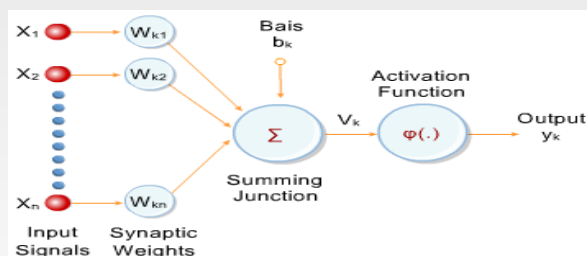 X1
Wk1
Bais
bk
X2
Wk2
Activation
Function
Σ
Vk
φ(.)
Output
yk
Xn
Wkn
Summing
Junction
Input
Signals
Synaptic
Weights